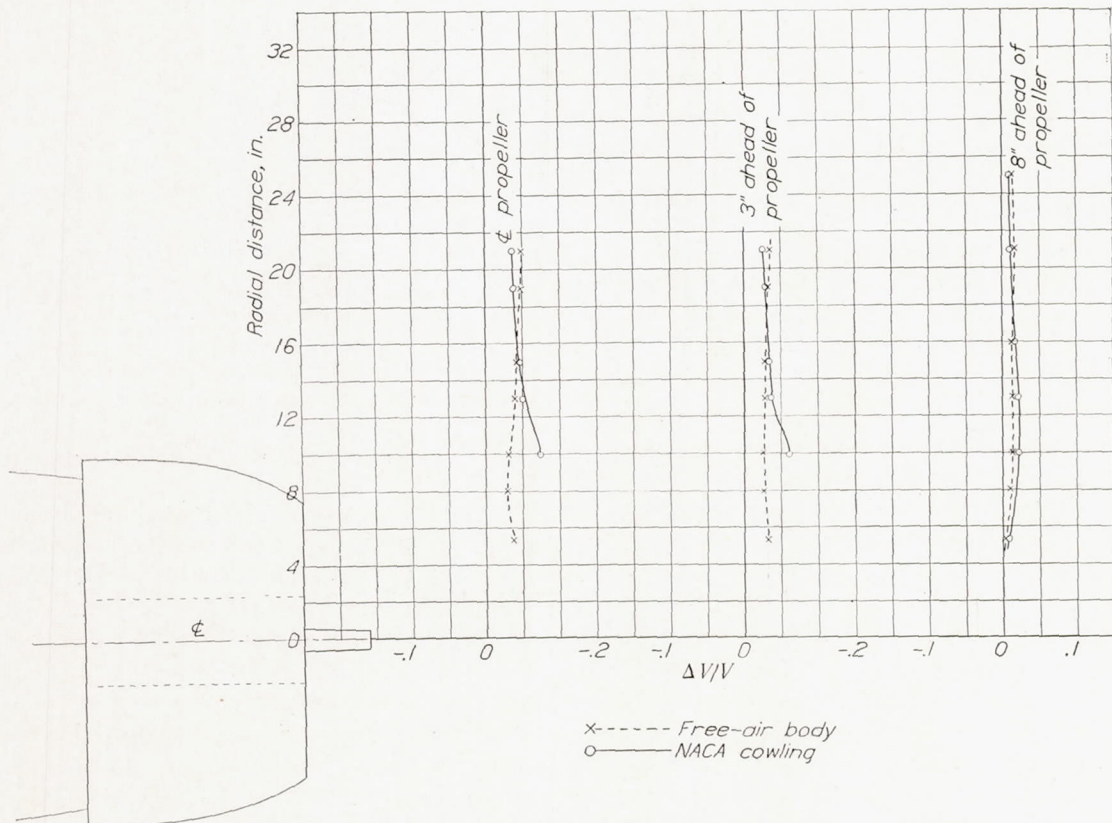 32
28
24
20
16
12
8
4
0
Radial distance, in.
℄ propeller
3" ahead of
propeller
8" ahead of
propeller
℄
-.1 0 -.2 -.1 0 -.2 0 .1
ΔV/V
x------ Free-air body
o—— NACA cowling